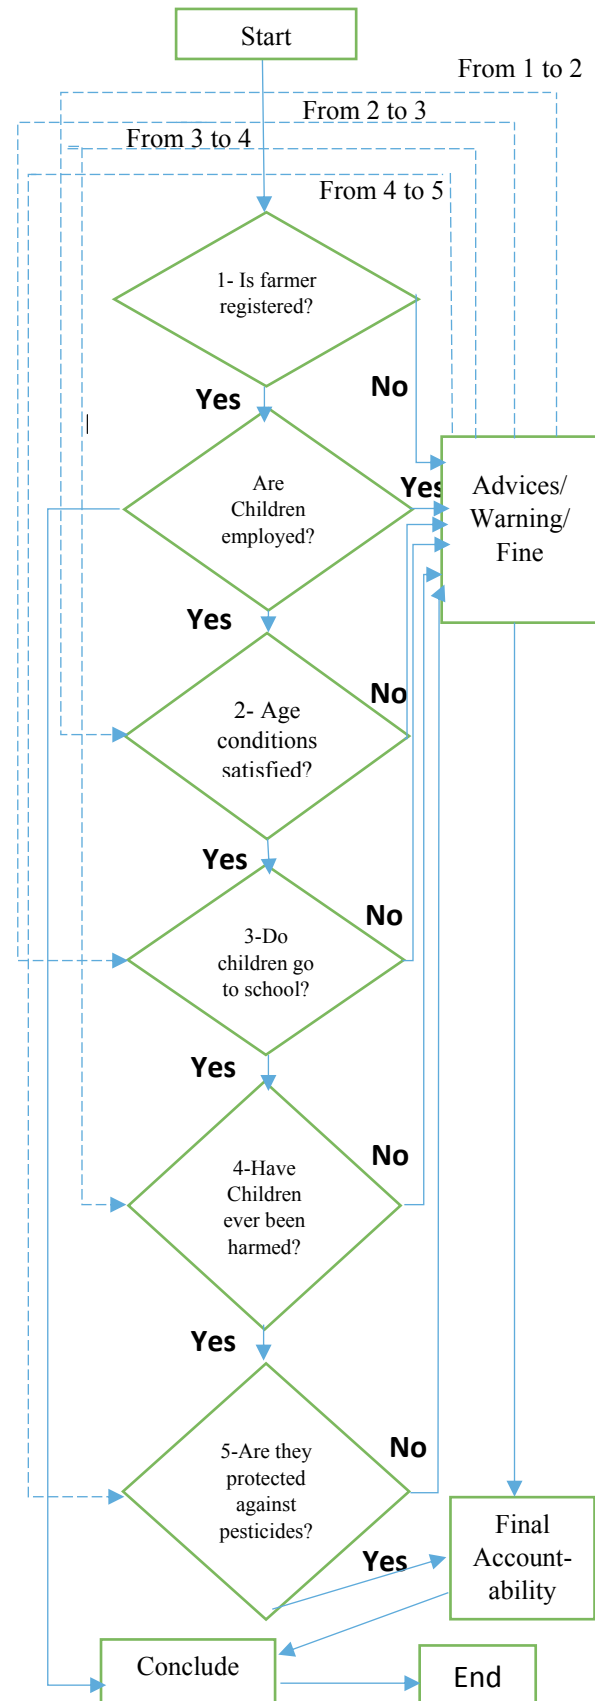 Start
From 1 to 2
From 2 to 3
From 3 to 4
From 4 to 5
1- Is farmer
registered?
Yes
No
Are
Children
employed?
Yes
Advices/
Warning/
Fine
Yes
No
2- Age
conditions
satisfied?
Yes
No
3-Do
children go
to school?
Yes
No
4-Have
Children
ever been
harmed?
Yes
No
5-Are they
protected
against
pesticides?
Yes
Final
Account-
ability
Conclude
End